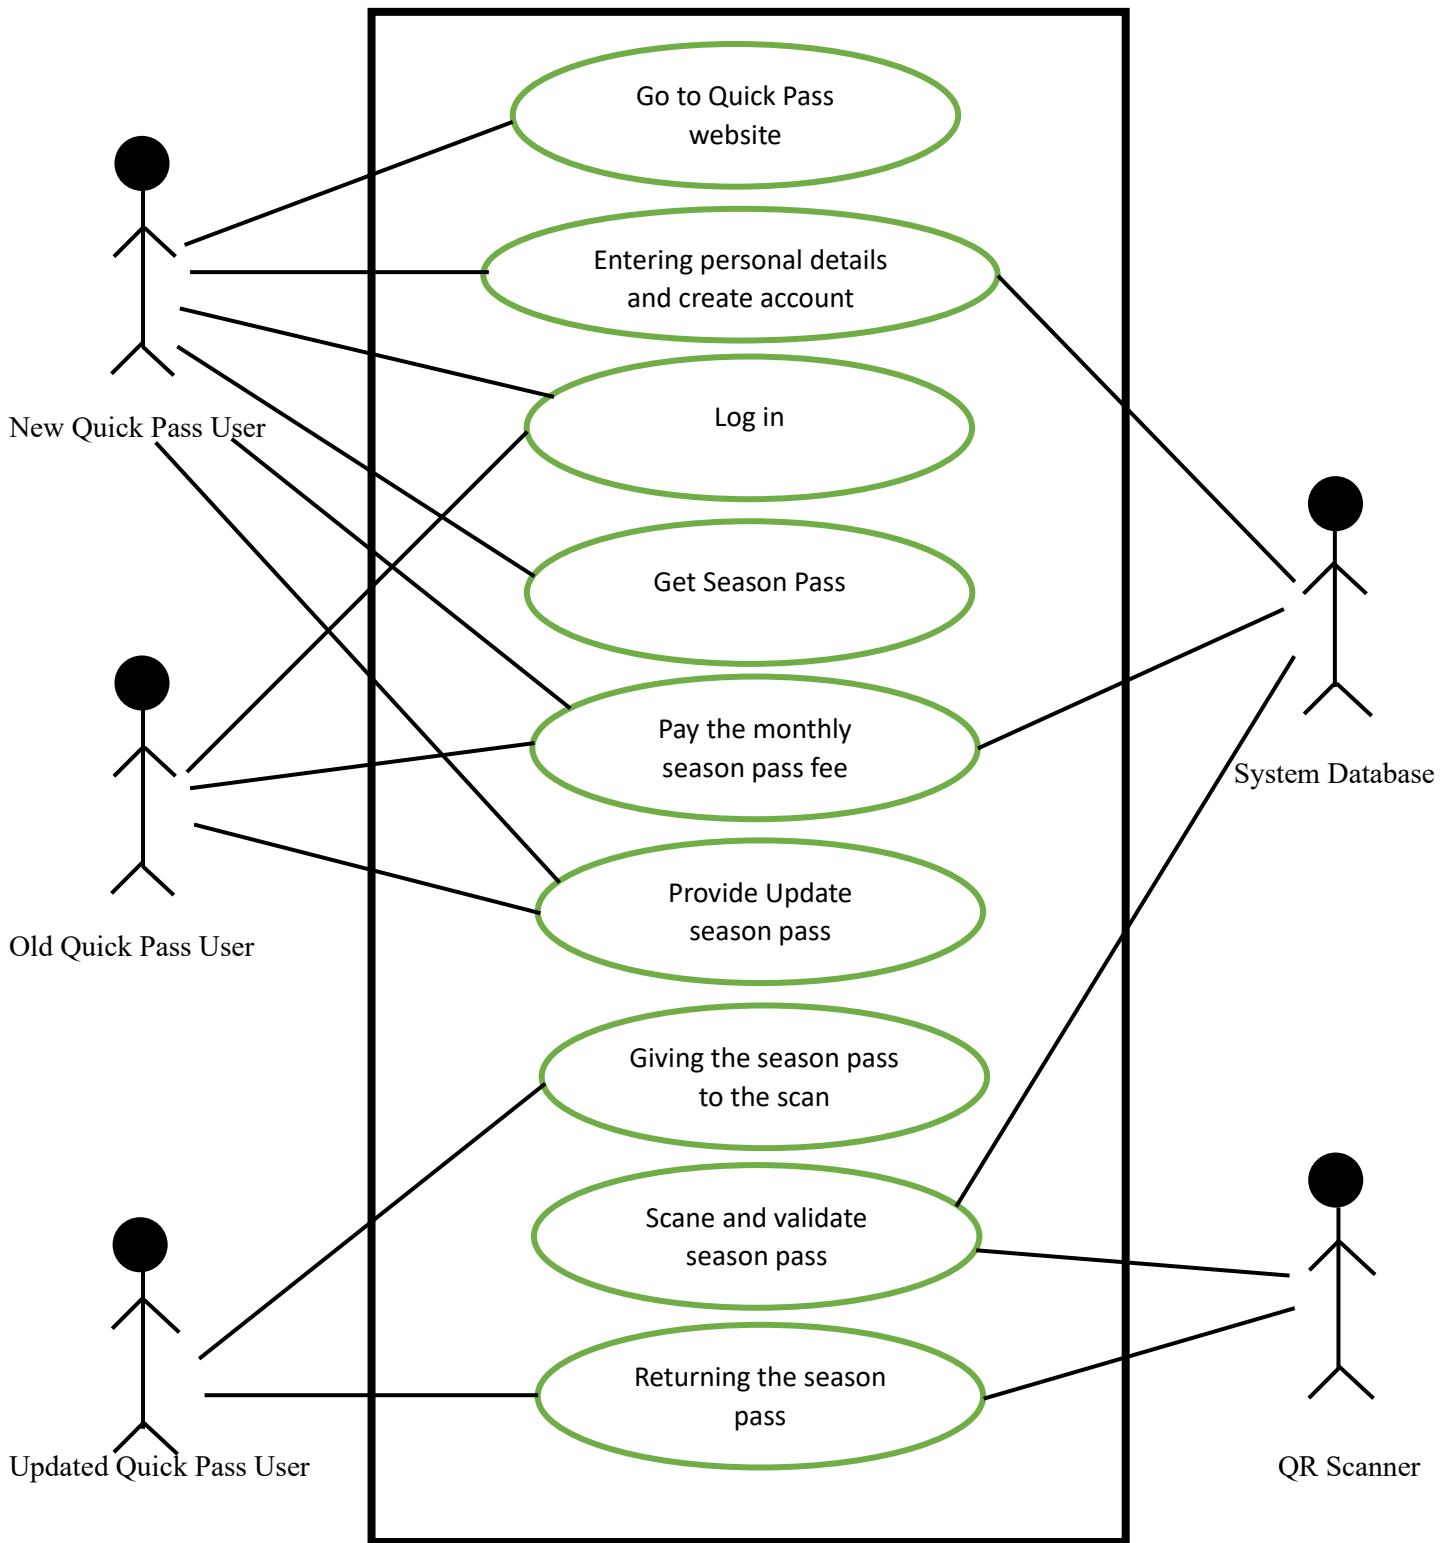 Go to Quick Pass
website
Entering personal details
and create account
Log in
New Quick Pass User
Get Season Pass
Pay the monthly
season pass fee
System Database
Provide Update
season pass
Old Quick Pass User
Giving the season pass
to the scan
Scane and validate
season pass
Returning the season
pass
Updated Quick Pass User
QR Scanner